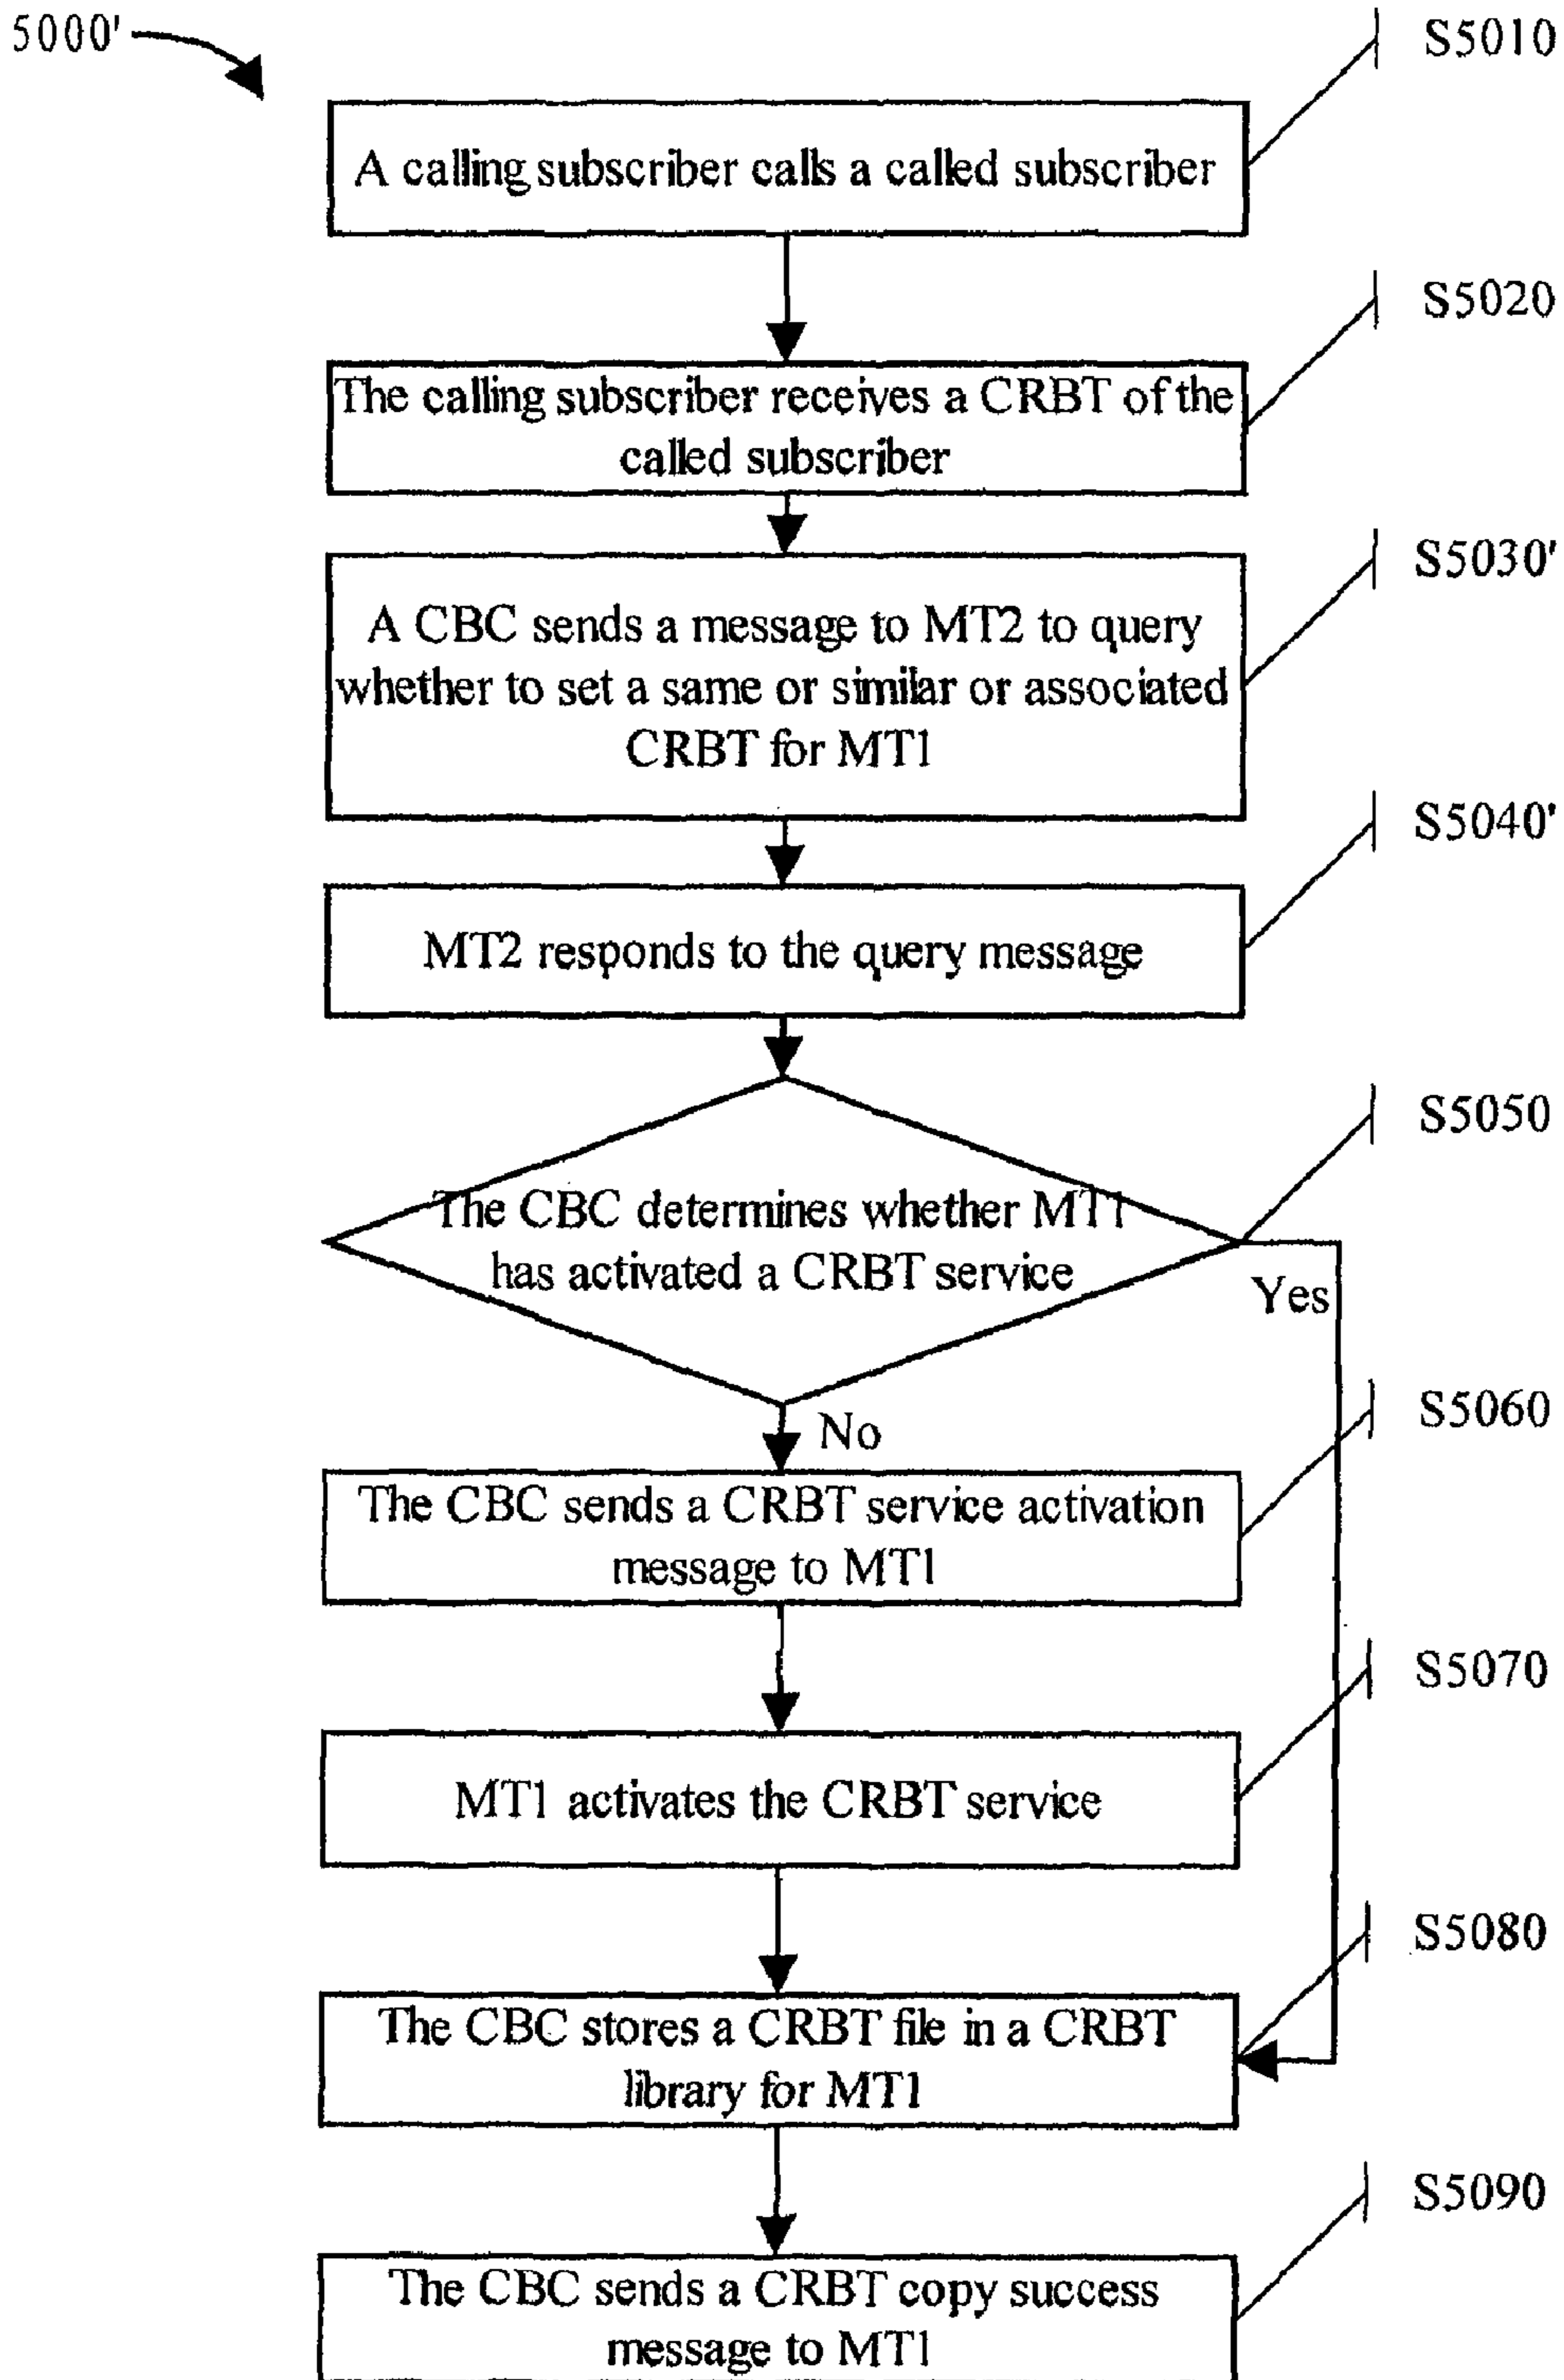 5000'
S5010
A calling subscriber calls a called subscriber
S5020
The calling subscriber receives a CRBT of the
called subscriber
S5030'
A CBC sends a message to MT2 to query
whether to set a same or similar or associated
CRBT for MT1
S5040'
MT2 responds to the query message
S5050
The CBC determines whether MT1
has activated a CRBT service
Yes
No
S5060
The CBC sends a CRBT service activation
message to MT1
S5070
MT1 activates the CRBT service
S5080
The CBC stores a CRBT file in a CRBT
library for MT1
S5090
The CBC sends a CRBT copy success
message to MT1